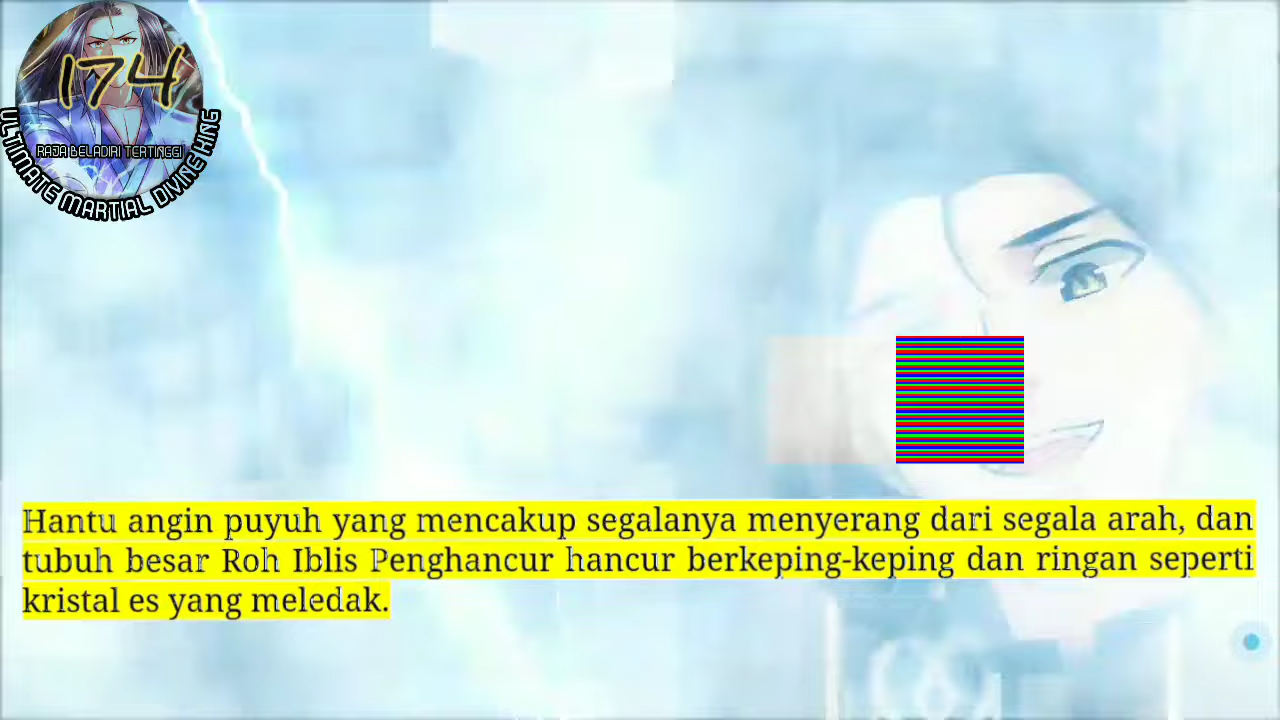 174
RAJA BELADIRI TERTINGGI
ULTIMATE MARTIAL DIVINE KING
Hantu angin puyuh yang mencakup segalanya menyerang dari segala arah, dan
tubuh besar Roh Iblis Penghancur hancur berkeping-keping dan ringan seperti
kristal es yang meledak.